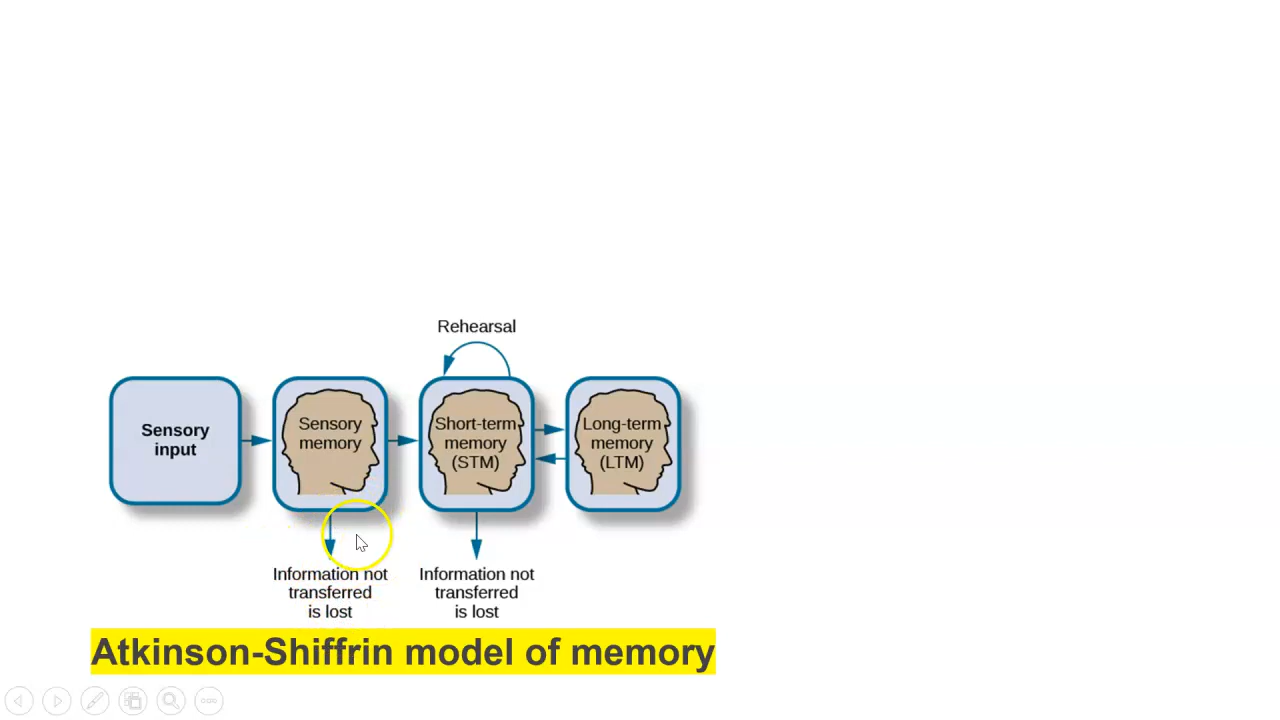 Rehearsal
Sensory
input
Sensory
memory
Short-term
memory
(STM)
Long-term
memory
(LTM)
Information not
transferred
is lost
Information not
transferred
is lost
Atkinson-Shiffrin model of memory